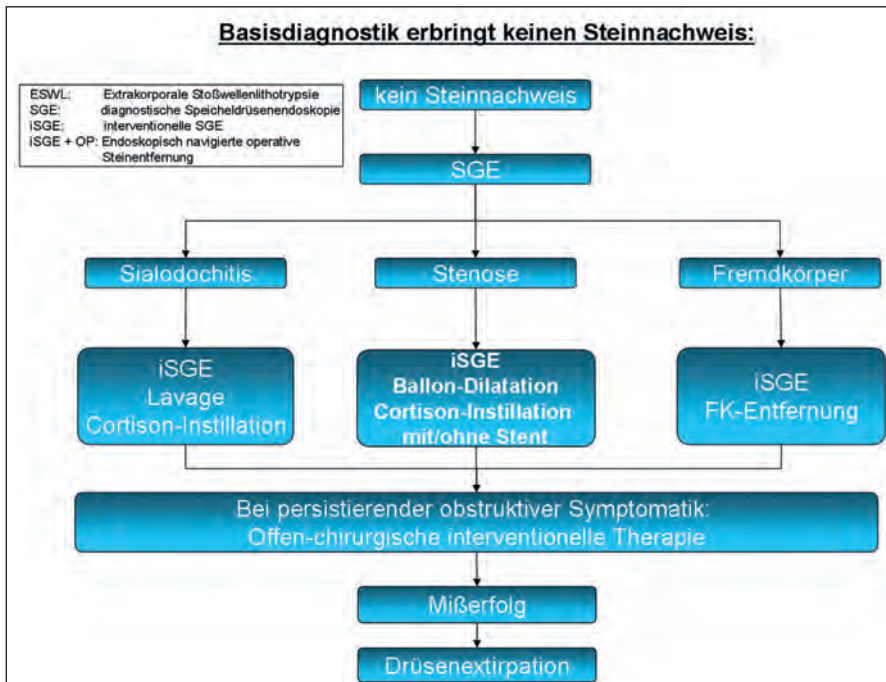 Basisdiagnostik erbringt keinen Steinnachweis:
ESWL: Extrakorporale Stoßwellenlithotrypsie
SGE: diagnostische Speicheldrüsenendoskopie
iSGE: interventionelle SGE
iSGE + OP: Endoskopisch navigierte operative
Steinentfernung
kein Steinnachweis
SGE
Sialodochitis
Stenose
Fremdkörper
iSGE
Lavage
Cortison-Instillation
iSGE
Ballon-Dilatation
Cortison-Instillation
mit/ohne Stent
iSGE
FK-Entfernung
Bei persistierender obstruktiver Symptomatik:
Offen-chirurgische interventionelle Therapie
Mißerfolg
Drüsenextirpation